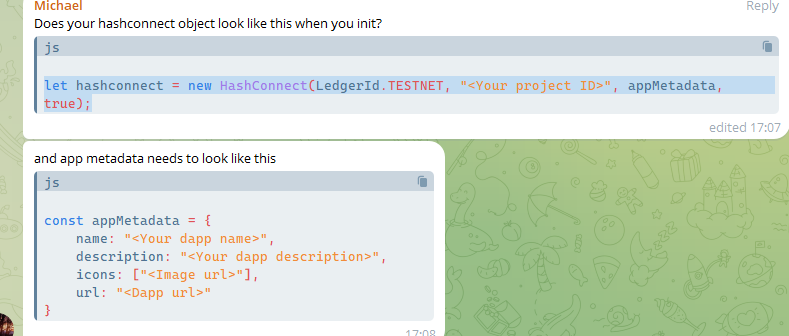 Michael
Reply
Does your hashconnect object look like this when you init?
js
let hashconnect = new HashConnect(LedgerId.TESTNET, "<Your project ID>", appMetadata,
true);
edited 17:07
and app metadata needs to look like this
js
const appMetadata = {
    name: "<Your dapp name>",
    description: "<Your dapp description>",
    icons: ["<Image url>"],
    url: "<Dapp url>"
}
17:08